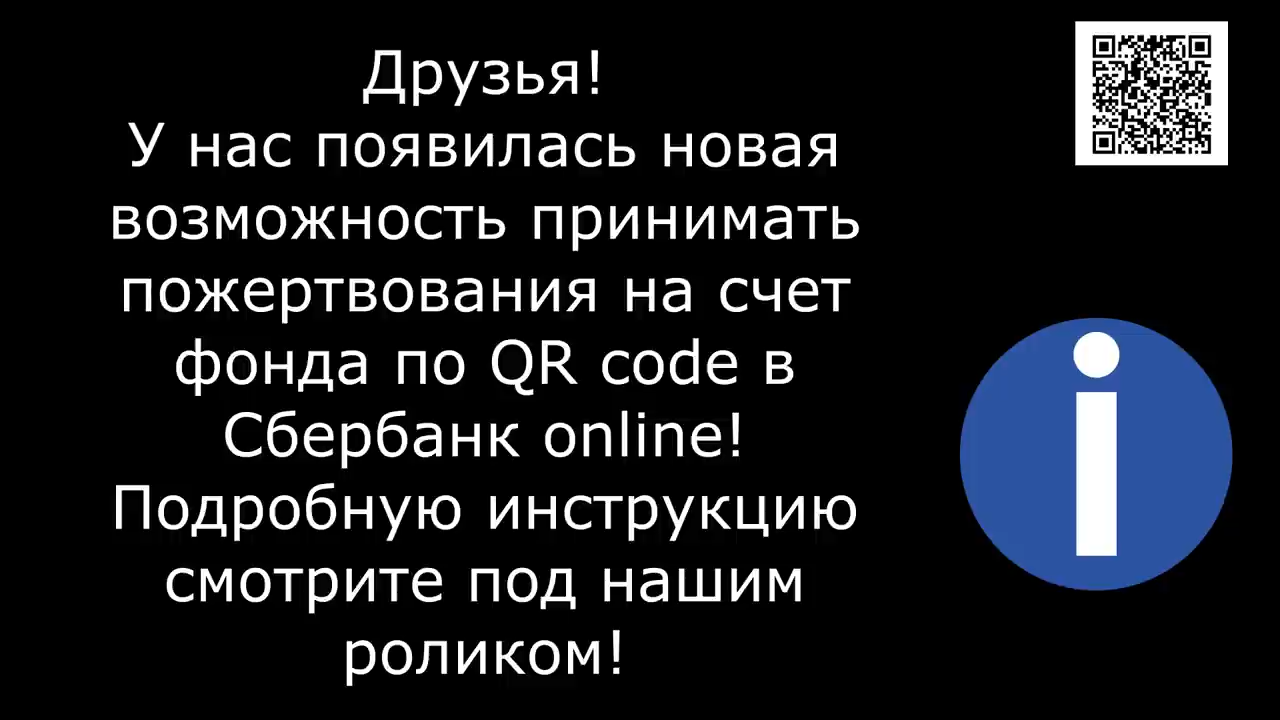 Друзья!
У нас появилась новая
возможность принимать
пожертвования на счет
фонда по QR code в
Сбербанк online!
Подробную инструкцию
смотрите под нашим
роликом!